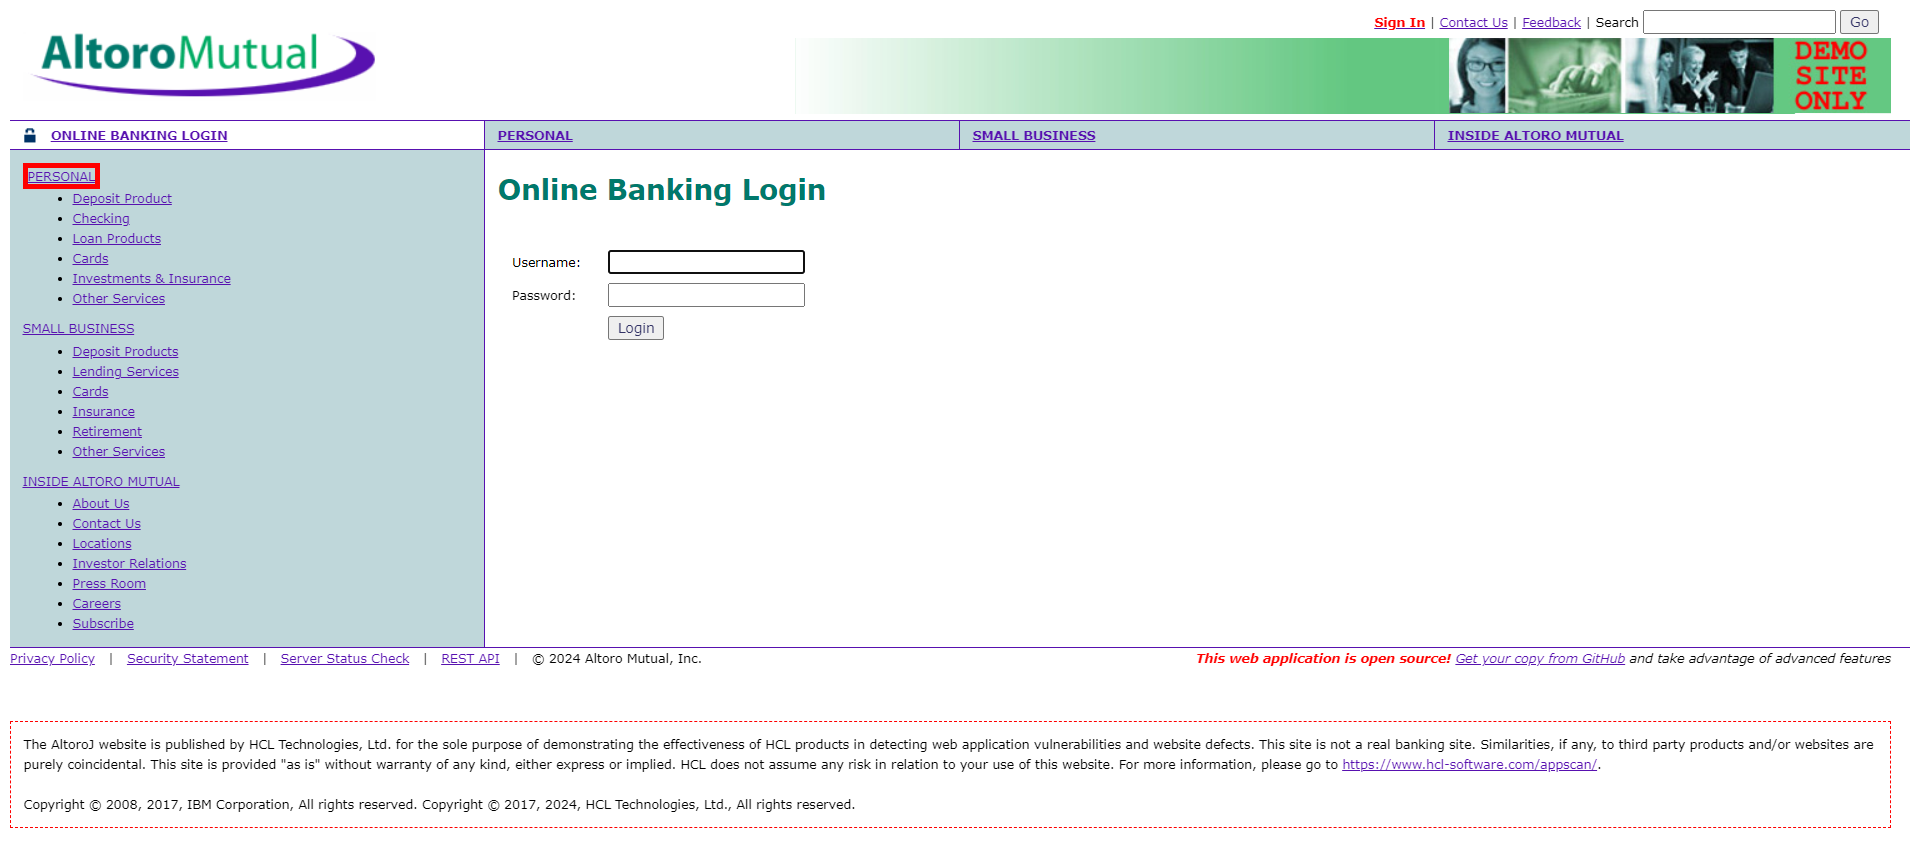 Sign In | Contact Us | Feedback | Search Go
AltoroMutual
DEMO
SITE
ONLY
ONLINE BANKING LOGIN PERSONAL SMALL BUSINESS INSIDE ALTORO MUTUAL
PERSONAL
Deposit Product
Checking
Loan Products
Cards
Investments & Insurance
Other Services
SMALL BUSINESS
Deposit Products
Lending Services
Cards
Insurance
Retirement
Other Services
INSIDE ALTORO MUTUAL
About Us
Contact Us
Locations
Investor Relations
Press Room
Careers
Subscribe
Online Banking Login
Username:
Password:
Login
Privacy Policy | Security Statement | Server Status Check | REST API | © 2024 Altoro Mutual, Inc. This web application is open source! Get your copy from GitHub and take advantage of advanced features
The AltoroJ website is published by HCL Technologies, Ltd. for the sole purpose of demonstrating the effectiveness of HCL products in detecting web application vulnerabilities and website defects. This site is not a real banking site. Similarities, if any, to third party products and/or websites are
purely coincidental. This site is provided "as is" without warranty of any kind, either express or implied. HCL does not assume any risk in relation to your use of this website. For more information, please go to https://www.hcl-software.com/appscan/.
Copyright © 2008, 2017, IBM Corporation, All rights reserved. Copyright © 2017, 2024, HCL Technologies, Ltd., All rights reserved.